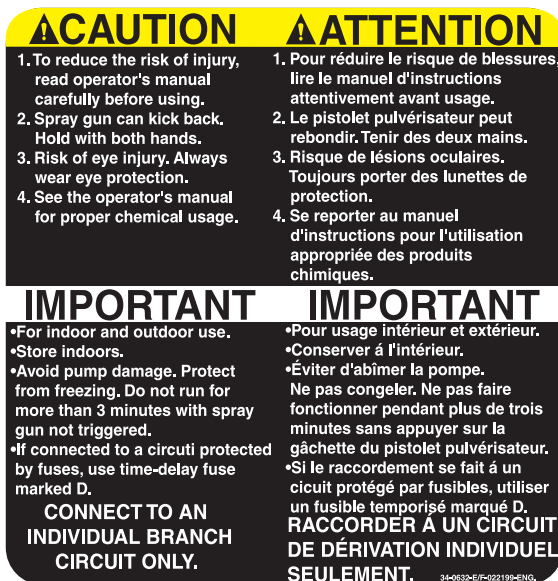 ⚠CAUTION
1. To reduce the risk of injury,
read operator's manual
carefully before using.
2. Spray gun can kick back.
Hold with both hands.
3. Risk of eye injury. Always
wear eye protection.
4. See the operator's manual
for proper chemical usage.
IMPORTANT
•For indoor and outdoor use.
•Store indoors.
•Avoid pump damage. Protect
from freezing. Do not run for
more than 3 minutes with spray
gun not triggered.
•If connected to a circuti protected
by fuses, use time-delay fuse
marked D.
CONNECT TO AN
INDIVIDUAL BRANCH
CIRCUIT ONLY.
⚠ATTENTION
1. Pour réduire le risque de blessures,
lire le manuel d'instructions
attentivement avant usage.
2. Le pistolet pulvérisateur peut
rebondir. Tenir des deux mains.
3. Risque de lésions oculaires.
Toujours porter des lunettes de
protection.
4. Se reporter au manuel
d'instructions pour l'utilisation
appropriée des produits
chimiques.
IMPORTANT
•Pour usage intérieur et extérieur.
•Conserver á l'intérieur.
•Éviter d'abîmer la pompe.
Ne pas congeler. Ne pas faire
fonctionner pendant plus de trois
minutes sans appuyer sur la
gâchette du pistolet pulvérisateur.
•Si le raccordement se fait á un
cicuit protégé par fusibles, utiliser
un fusible temporisé marqué D.
RACCORDER Á UN CIRCUIT
DE DÉRIVATION INDIVIDUEL
SEULEMENT.
34-0632-E/F-022199-ENG.